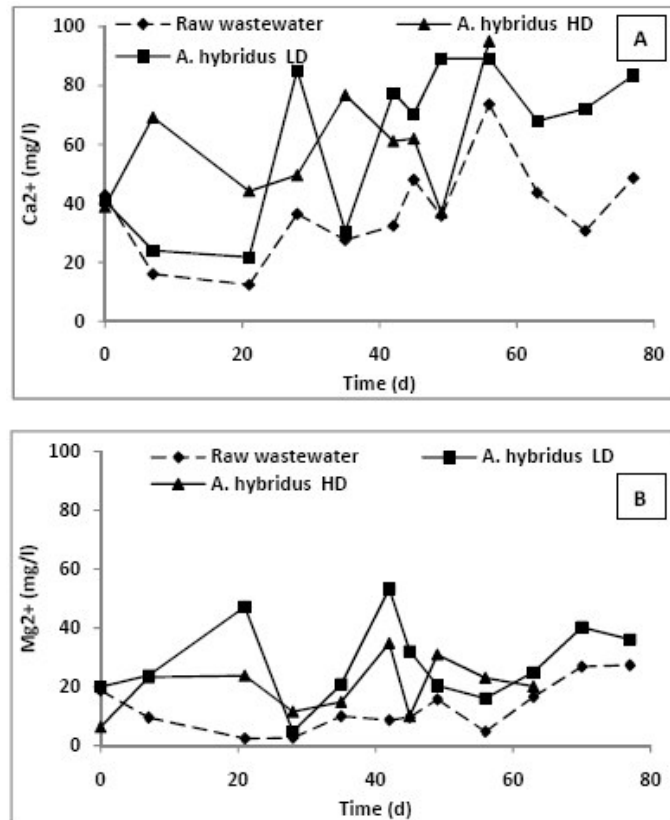 100
Raw wastewater
A. hybridus HD
A. hybridus LD
A
80
60
40
20
0
Ca2+ (mg/l)
0 20 40 60 80
Time (d)
100
Raw wastewater
A. hybridus LD
A. hybridus HD
B
80
60
40
20
0
Mg2+ (mg/l)
0 20 40 60 80
Time (d)